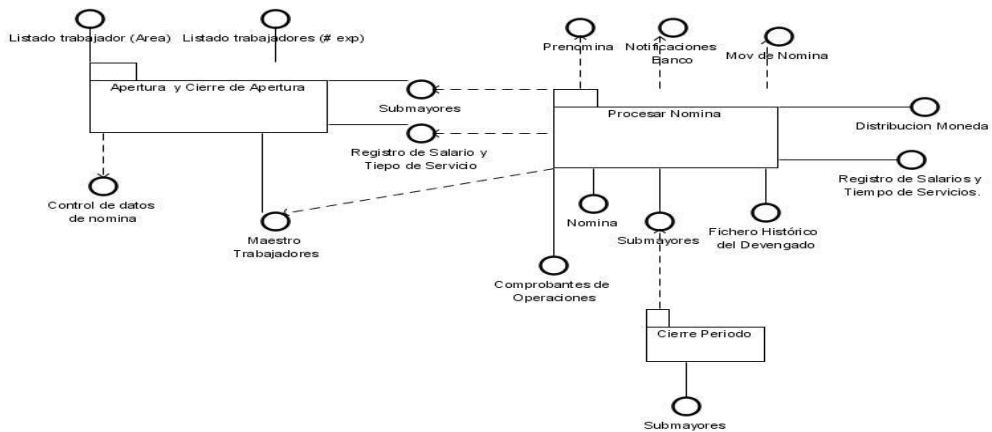 Listado trabajador (Area)
Listado trabajadores (# exp)
Prenomina
Notificaciones
Banco
Mov de Nomina
Apertura y Cierre de Apertura
Submayores
Procesar Nomina
Distribucion Moneda
Registro de Salario y
Tiepo de Servicio
Registro de Salarios y
Tiempo de Servicios.
Control de datos
de nomina
Maestro
Trabajadores
Nomina
Submayores
Fichero Histórico
del Devengado
Comprobantes de
Operaciones
Cierre Periodo
Submayores